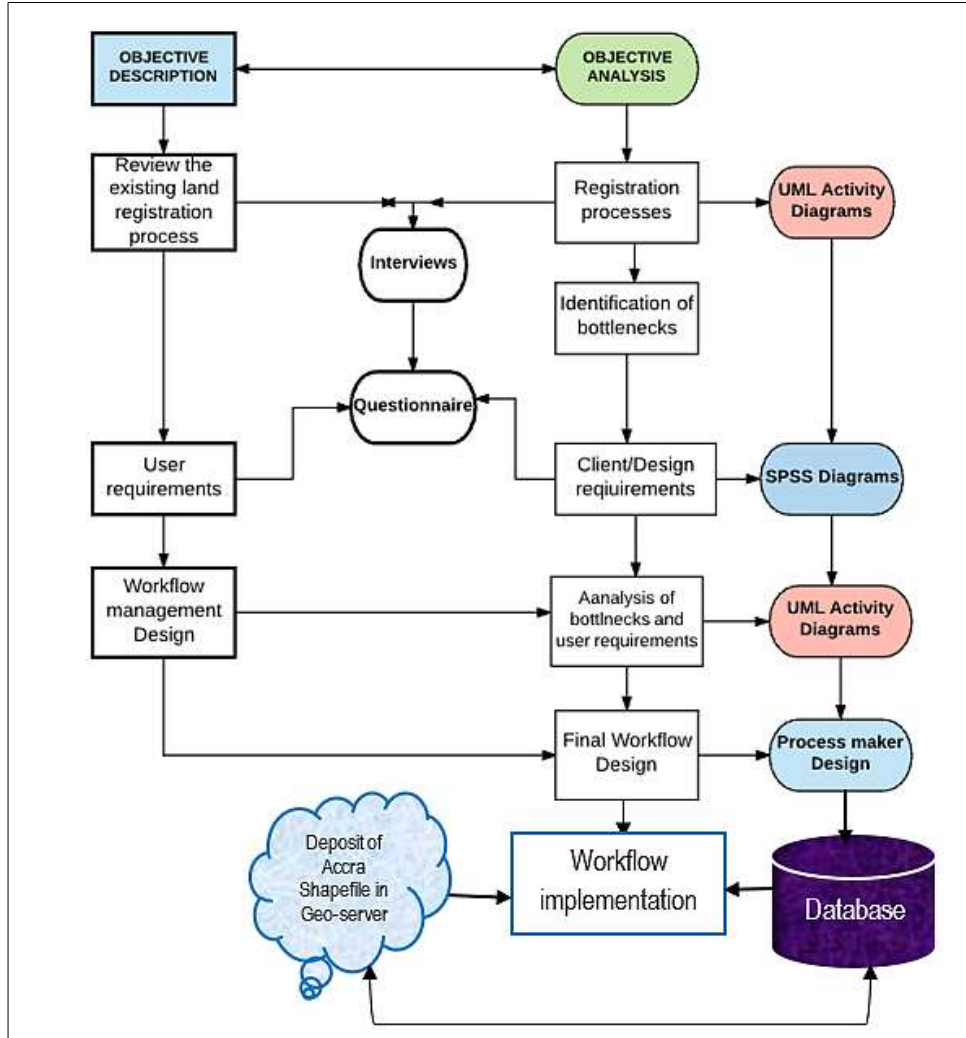 OBJECTIVE
DESCRIPTION
OBJECTIVE
ANALYSIS
Review the
existing land
registration
process
Registration
processes
UML Activity
Diagrams
Interviews
Identification of
bottlenecks
Questionnaire
User
requirements
Client/Design
reqiuirements
SPSS Diagrams
Workflow
management
Design
Aanalysis of
bottlnecks and
user requirements
UML Activity
Diagrams
Final Workflow
Design
Process maker
Design
Deposit of
Accra
Shapefile in
Geo-server
Workflow
implementation
Database